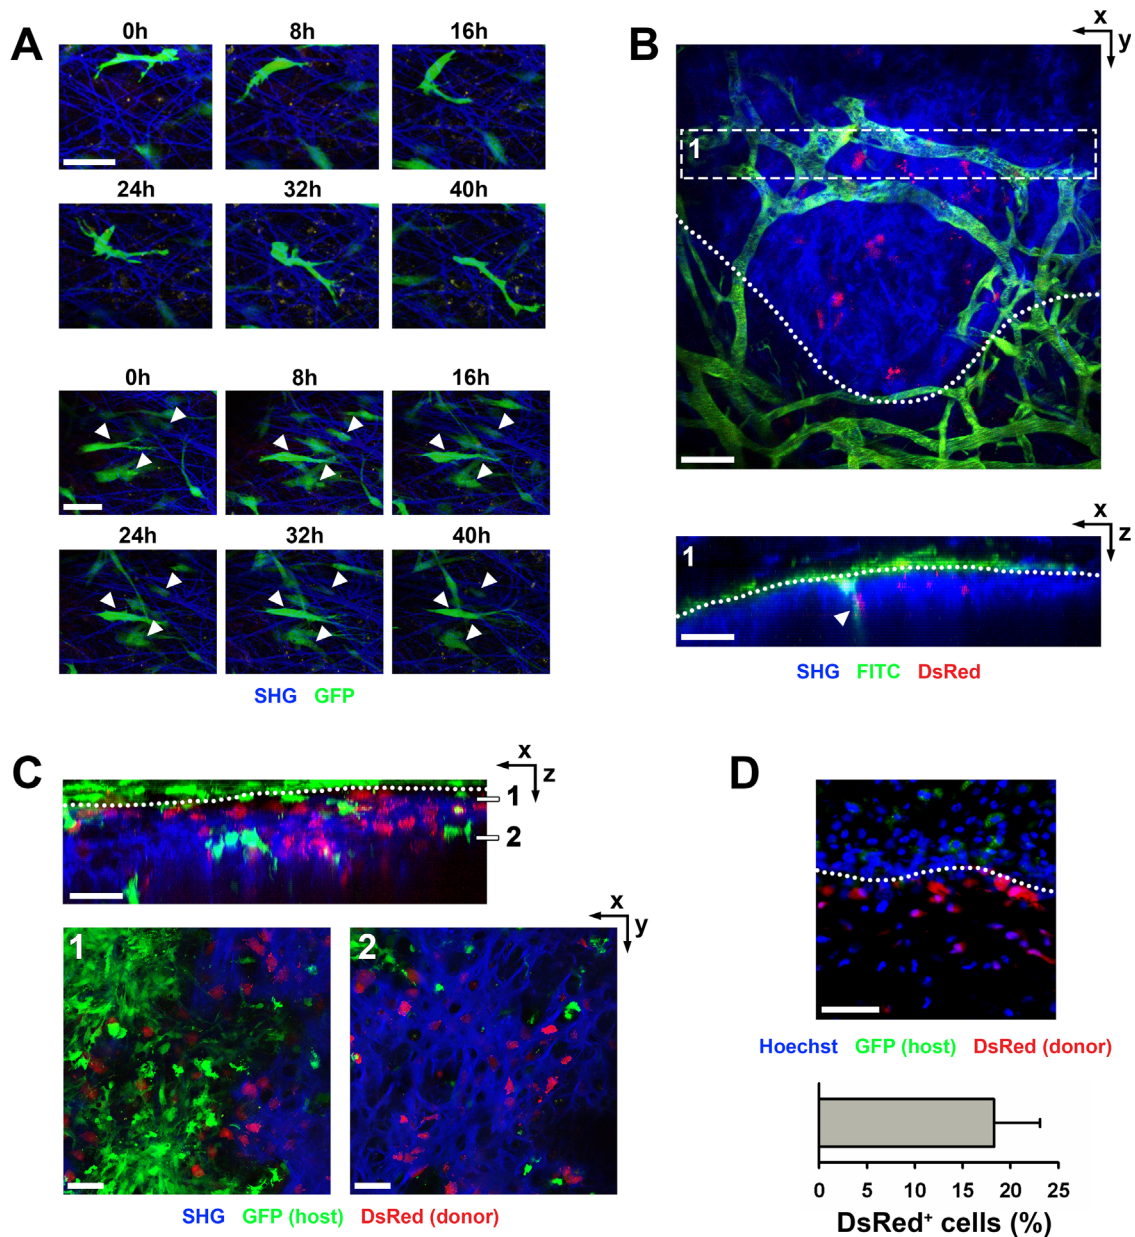 A
0h 8h 16h
24h 32h 40h
0h 8h 16h
24h 32h 40h
SHG GFP
B
x
y
1
x
z
1
SHG FITC DsRed
C
x
z
1
2
x
y
1 2
SHG GFP (host) DsRed (donor)
D
Hoechst GFP (host) DsRed (donor)
0 5 10 15 20 25
DsRed⁺ cells (%)